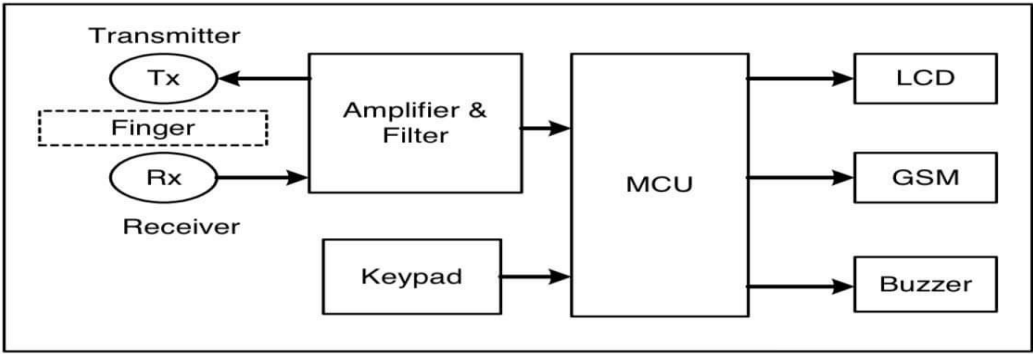 Transmitter
Tx
Finger
Rx
Receiver
Amplifier &
Filter
Keypad
MCU
LCD
GSM
Buzzer